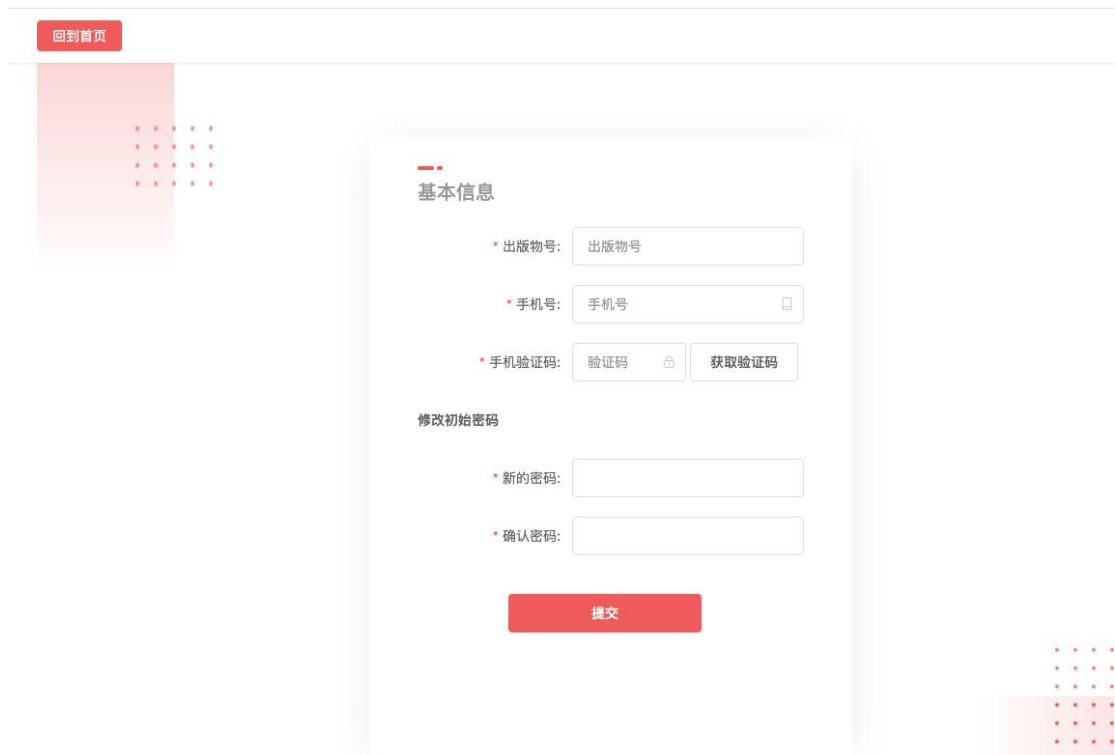 回到首页
基本信息
* 出版物号: 出版物号
* 手机号: 手机号
* 手机验证码: 验证码 获取验证码
修改初始密码
* 新的密码:
* 确认密码:
提交